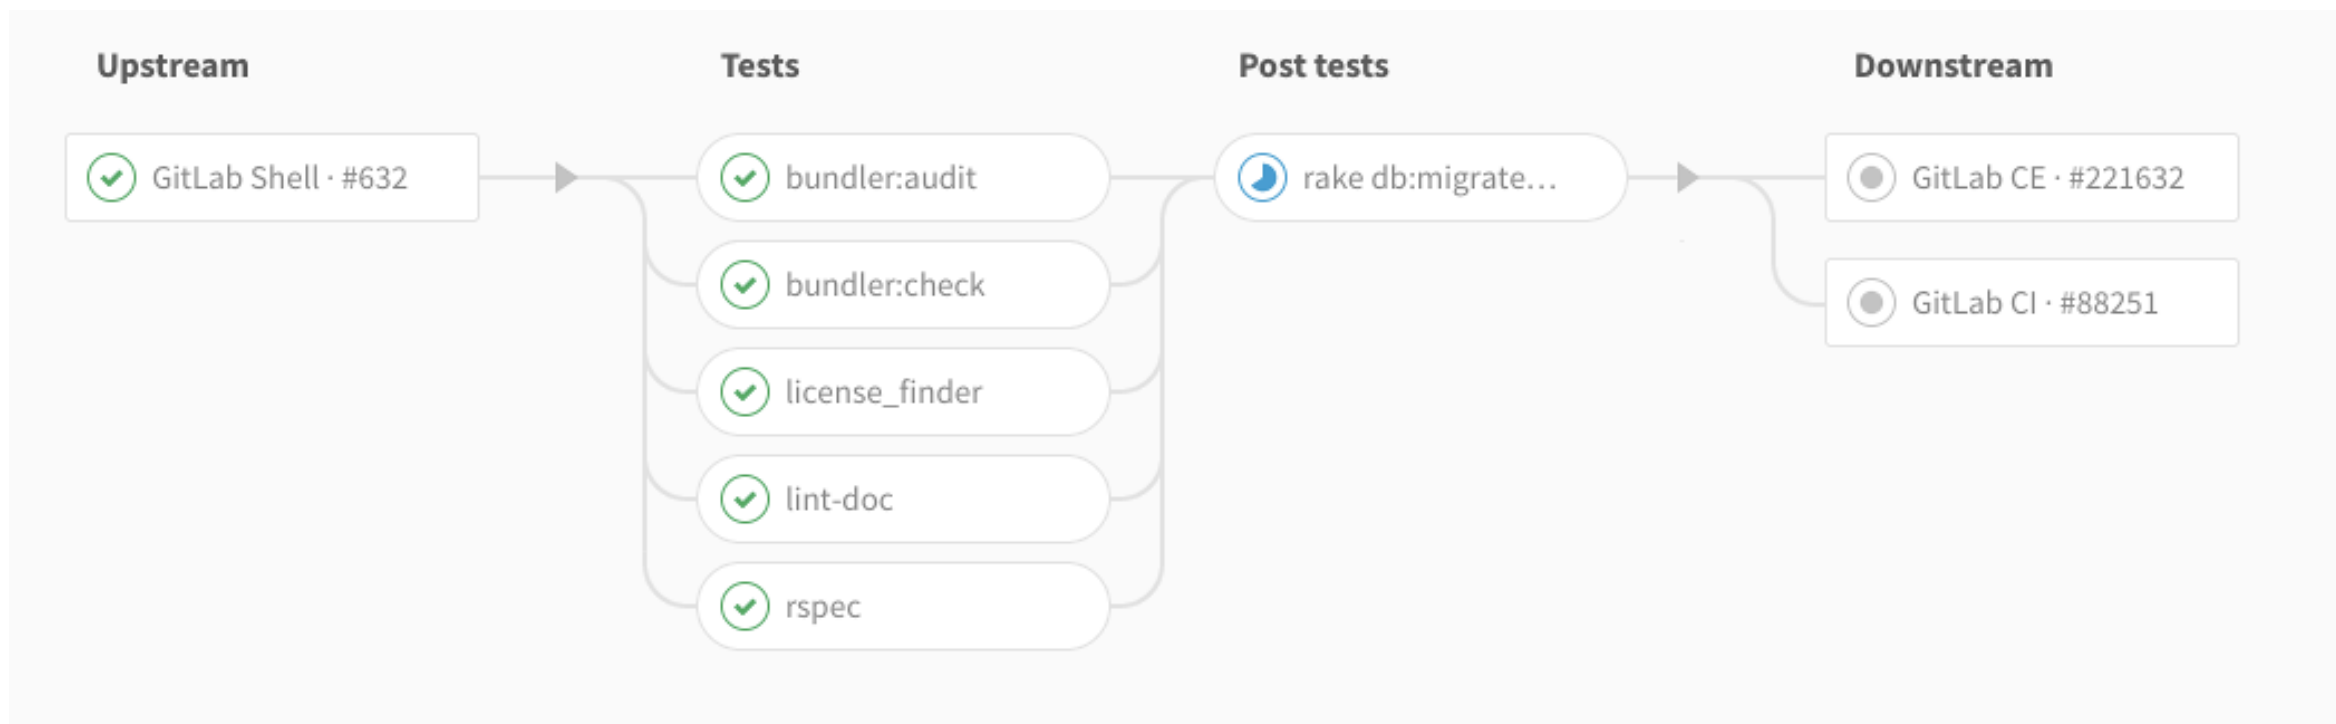 Upstream
Tests
Post tests
Downstream
GitLab Shell · #632
bundler:audit
bundler:check
license_finder
lint-doc
rspec
rake db:migrate...
GitLab CE · #221632
GitLab CI · #88251